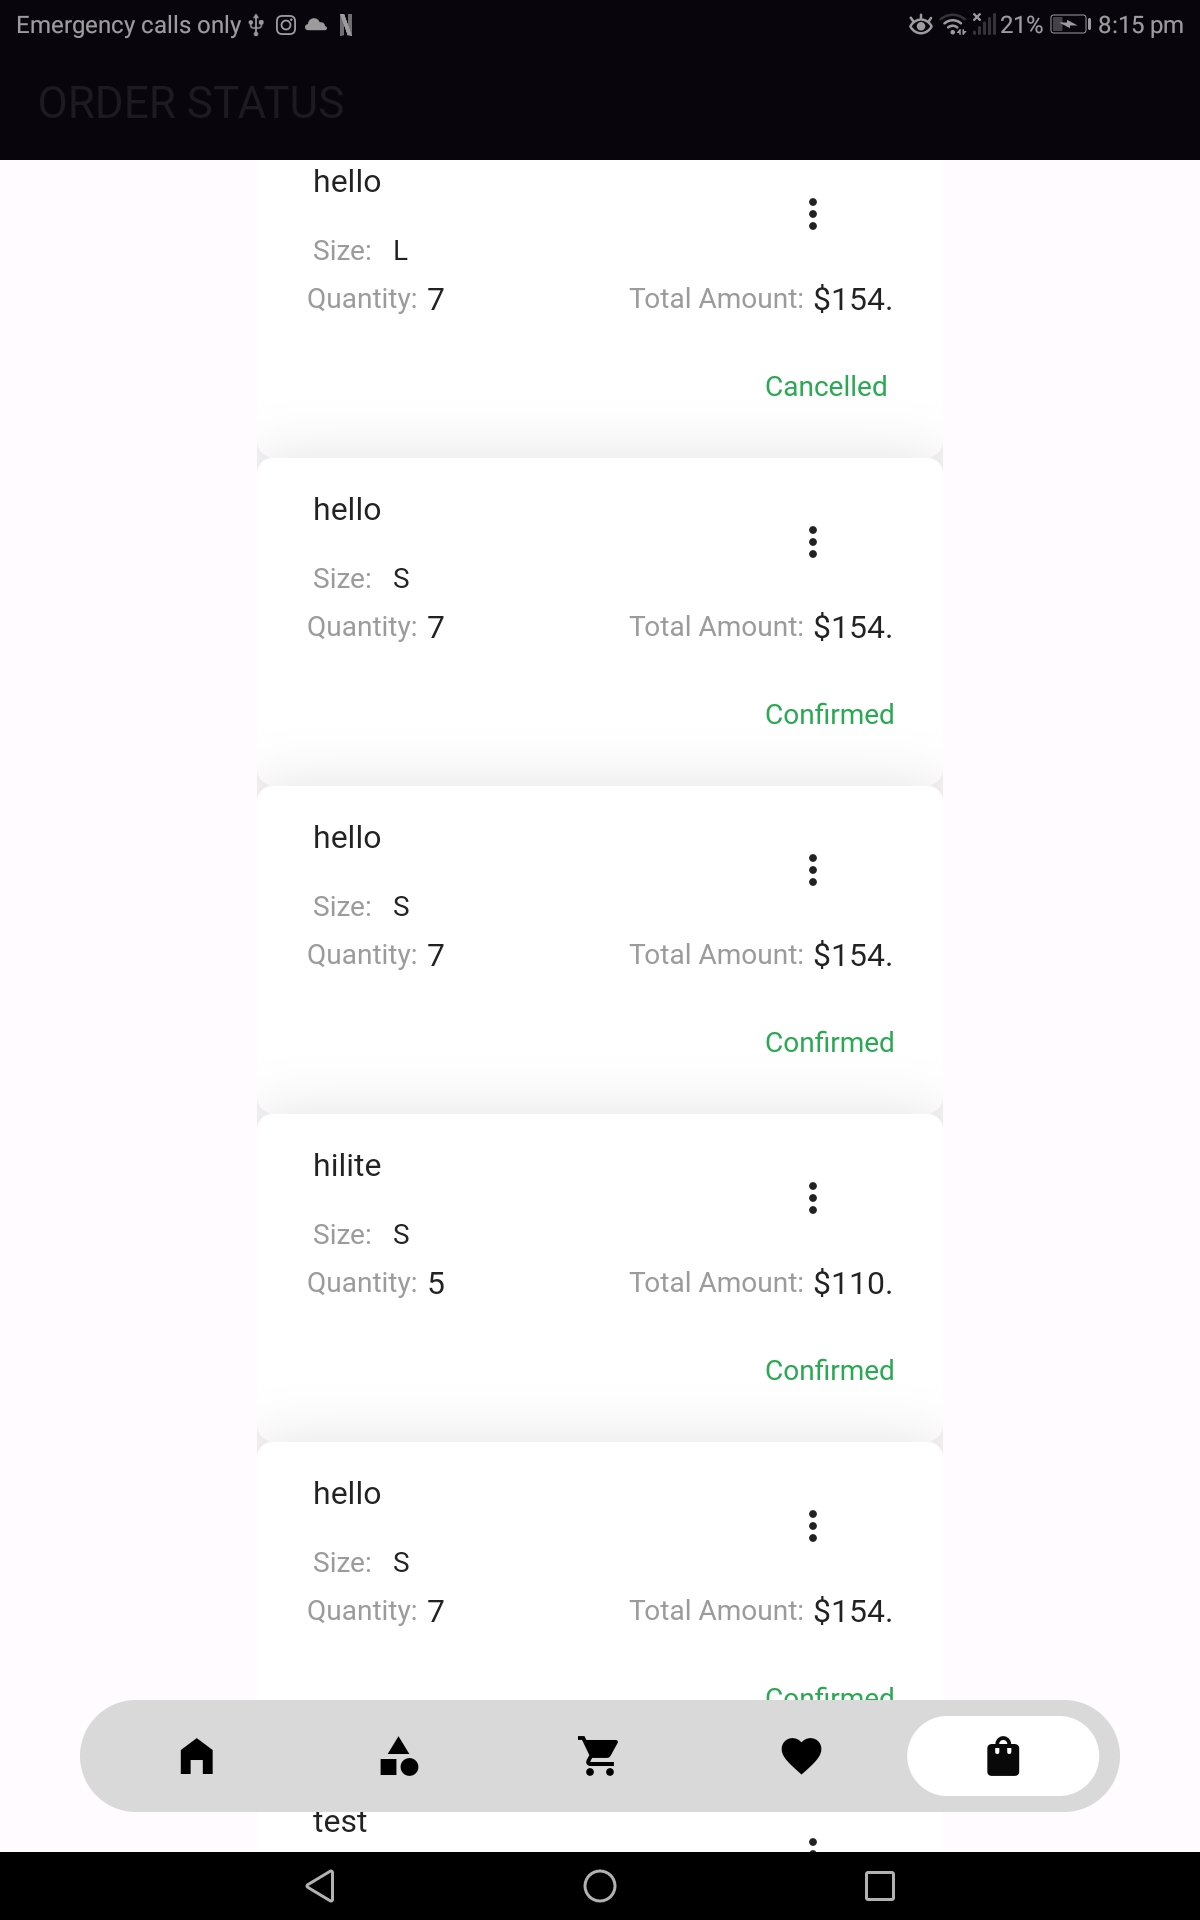 Emergency calls only 21% 8:15 pm
ORDER STATUS
hello
Size: L
Quantity: 7 Total Amount: $154.
Cancelled
hello
Size: S
Quantity: 7 Total Amount: $154.
Confirmed
hello
Size: S
Quantity: 7 Total Amount: $154.
Confirmed
hilite
Size: S
Quantity: 5 Total Amount: $110.
Confirmed
hello
Size: S
Quantity: 7 Total Amount: $154.
Confirmed
test